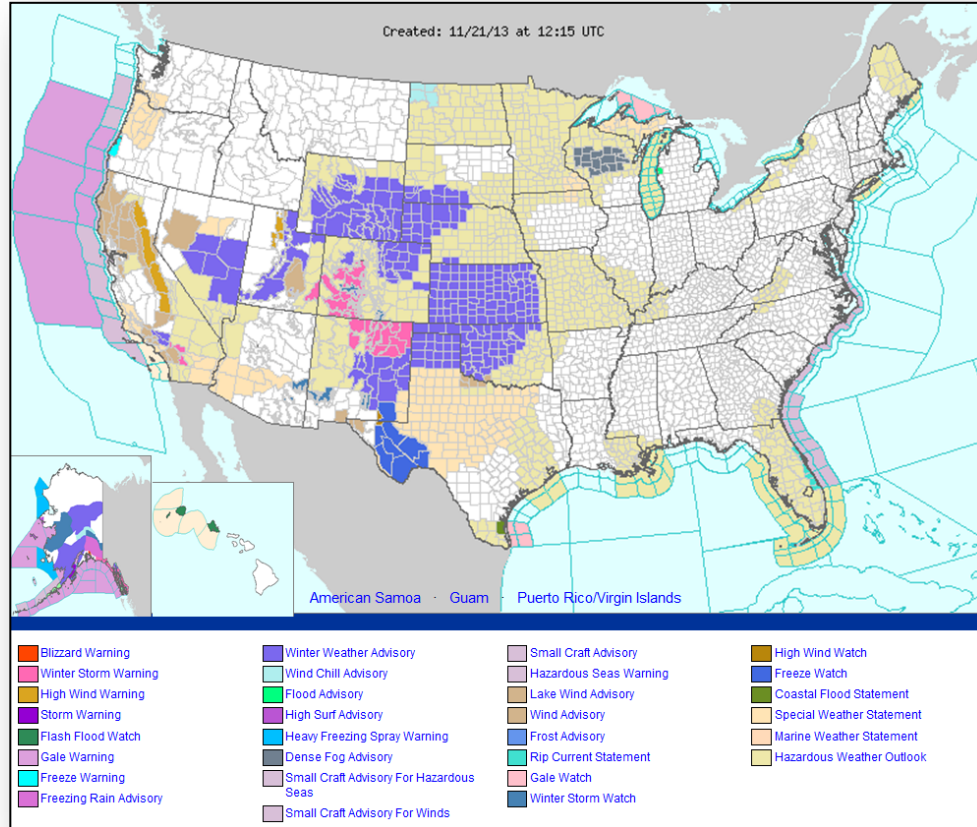 Created: 11/21/13 at 12:15 UTC
American Samoa · Guam · Puerto Rico/Virgin Islands
Blizzard Warning
Winter Storm Warning
High Wind Warning
Storm Warning
Flash Flood Watch
Gale Warning
Freeze Warning
Freezing Rain Advisory
Winter Weather Advisory
Wind Chill Advisory
Flood Advisory
High Surf Advisory
Heavy Freezing Spray Warning
Dense Fog Advisory
Small Craft Advisory For Hazardous
Seas
Small Craft Advisory For Winds
Small Craft Advisory
Hazardous Seas Warning
Lake Wind Advisory
Wind Advisory
Frost Advisory
Rip Current Statement
Gale Watch
Winter Storm Watch
High Wind Watch
Freeze Watch
Coastal Flood Statement
Special Weather Statement
Marine Weather Statement
Hazardous Weather Outlook